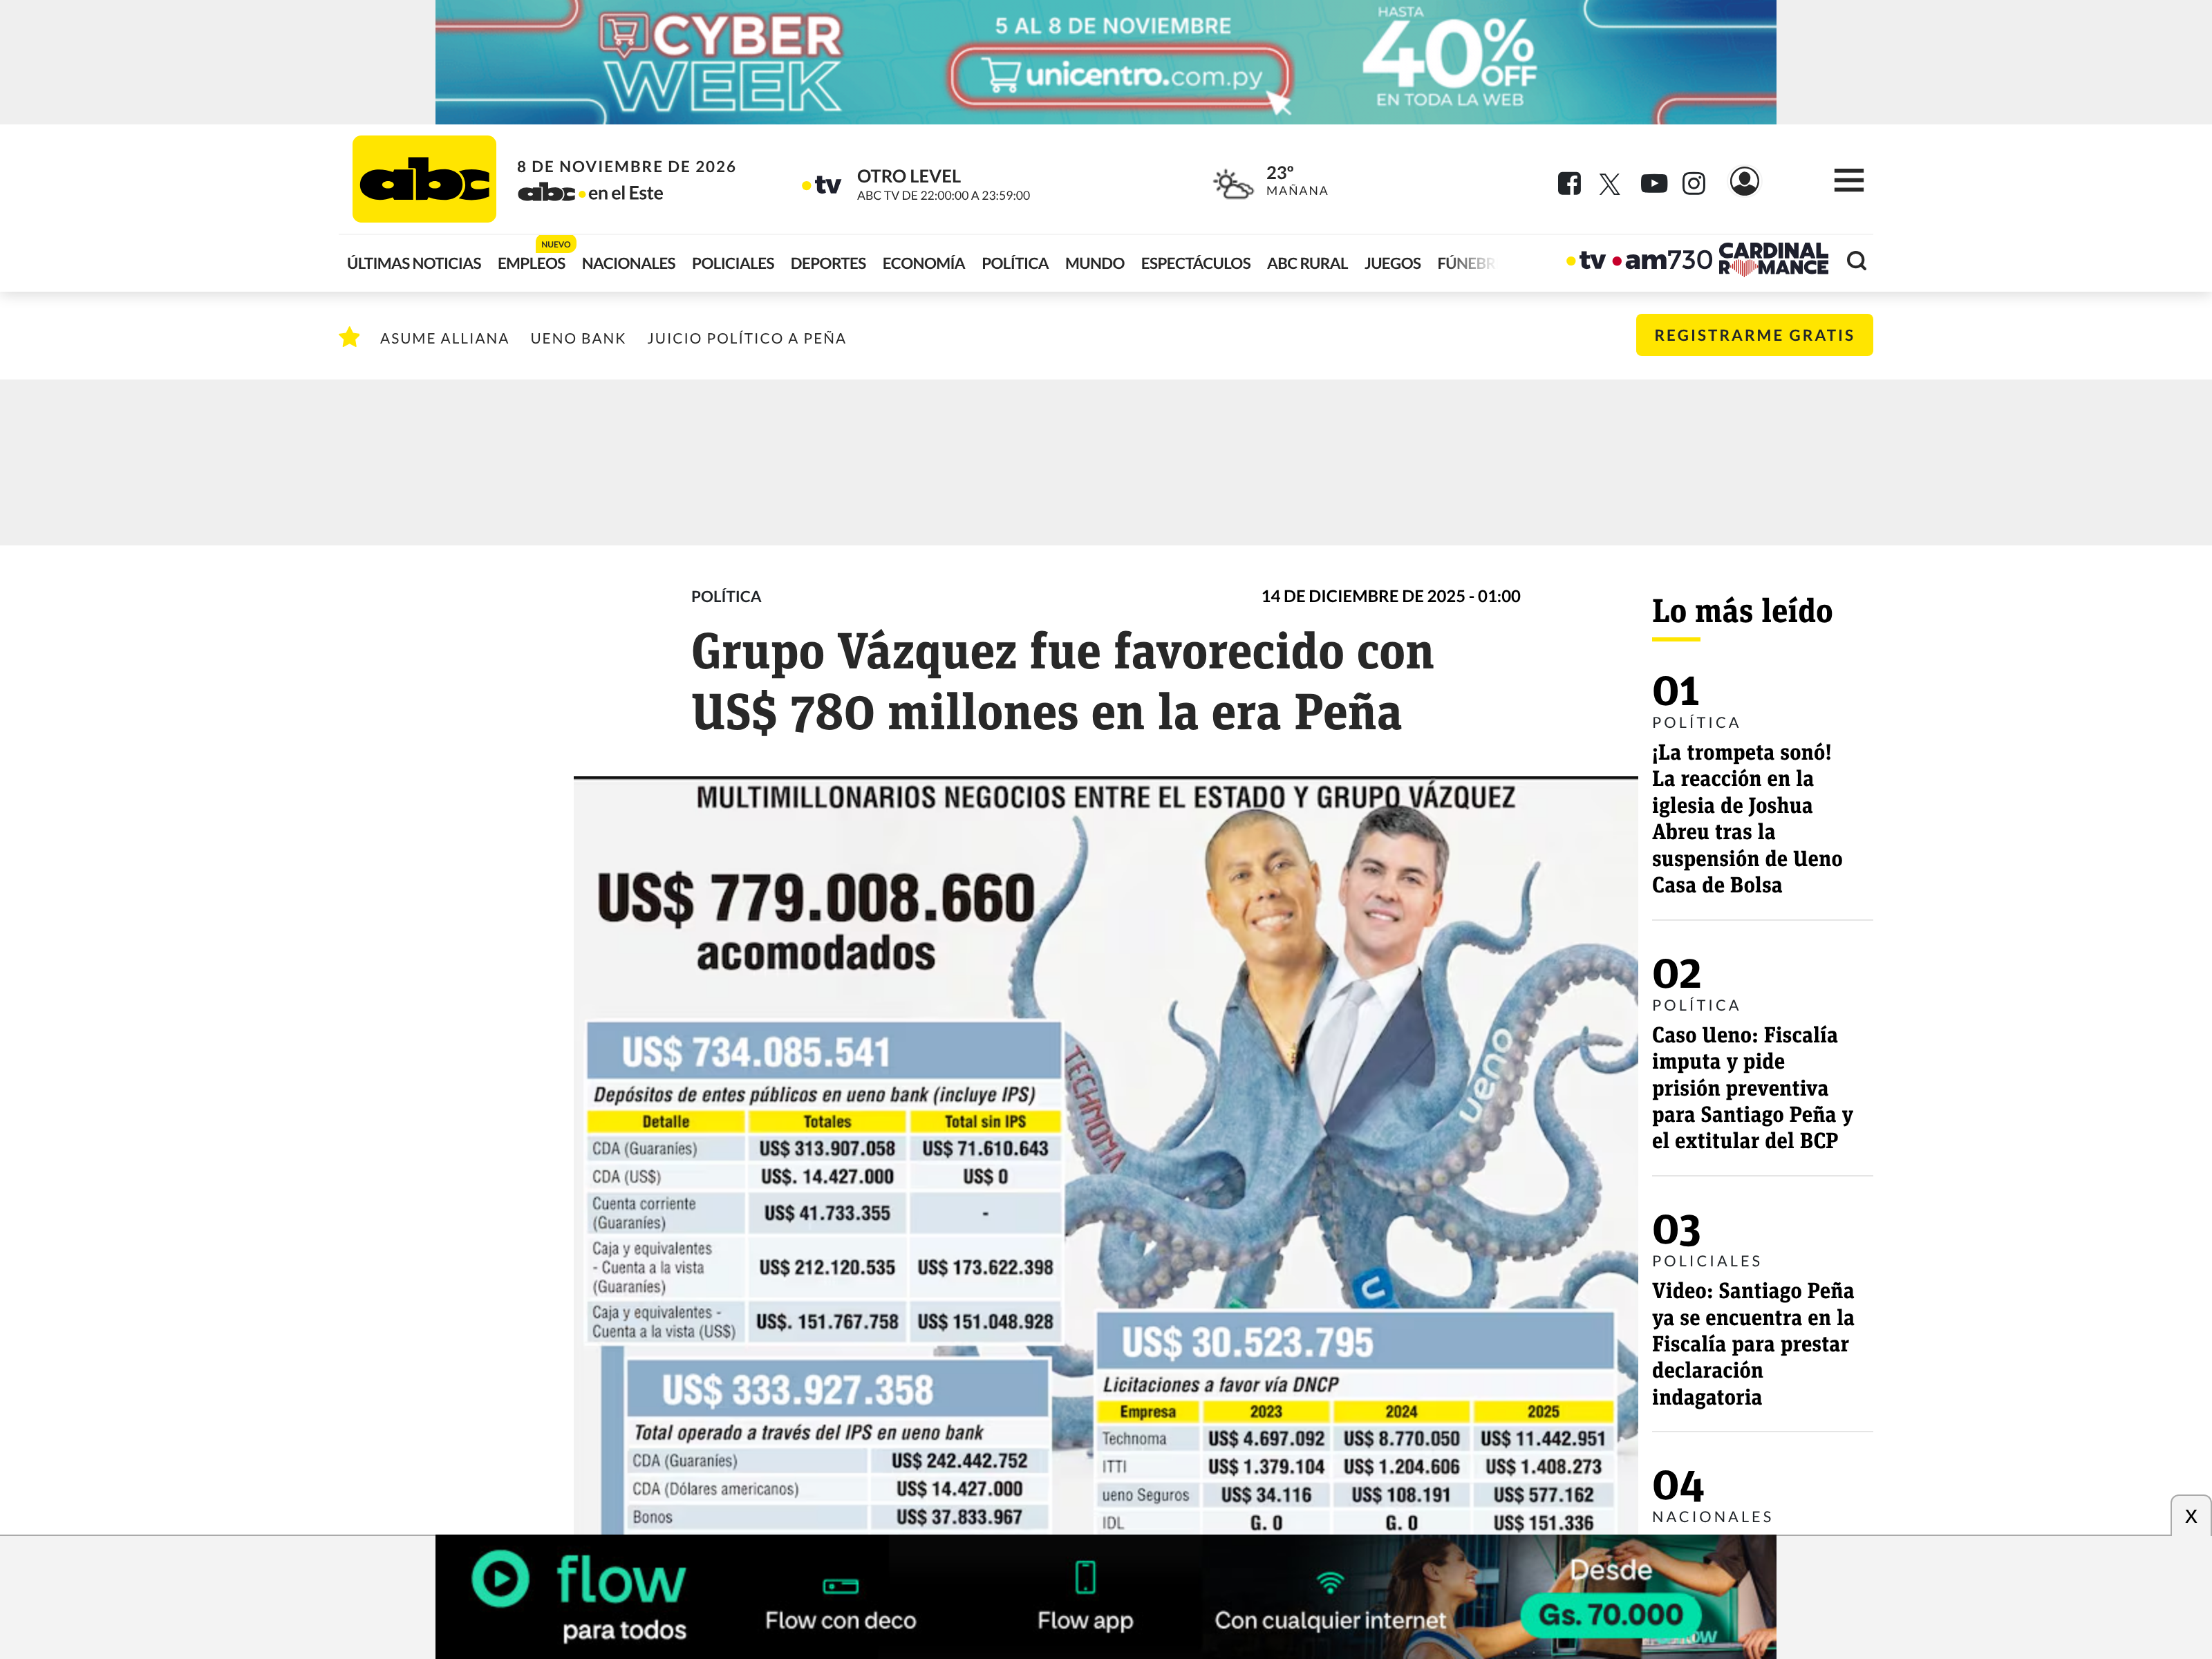 CYBER
WEEK
5 AL 8 DE NOVIEMBRE
unicentro.com.py
HASTA
40% OFF
EN TODA LA WEB
abc
8 DE NOVIEMBRE DE 2026
abc en el Este
tv
OTRO LEVEL
ABC TV DE 22:00:00 A 23:59:00
23º
MAÑANA
NUEVO
ÚLTIMAS NOTICIAS EMPLEOS NACIONALES POLICIALES DEPORTES ECONOMÍA POLÍTICA MUNDO ESPECTÁCULOS ABC RURAL JUEGOS FÚNEBR
tv am730 CARDINAL ROMANCE
ASUME ALLIANA UENO BANK JUICIO POLÍTICO A PEÑA
REGISTRARME GRATIS
POLÍTICA
14 DE DICIEMBRE DE 2025 - 01:00
Grupo Vázquez fue favorecido con
US$ 780 millones en la era Peña
MULTIMILLONARIOS NEGOCIOS ENTRE EL ESTADO Y GRUPO VÁZQUEZ
US$ 779.008.660
acomodados
TECHNOMA
ueno
US$ 734.085.541
Depósitos de entes públicos en ueno bank (incluye IPS)
Detalle Totales Total sin IPS
CDA (Guaraníes) US$ 313.907.058 US$ 71.610.643
CDA (US$) US$. 14.427.000 US$ 0
Cuenta corriente
(Guaraníes) US$ 41.733.355 -
Caja y equivalentes
- Cuenta a la vista US$ 212.120.535 US$ 173.622.398
(Guaraníes)
Caja y equivalentes -
Cuenta a la vista (US$) US$. 151.767.758 US$ 151.048.928
US$ 333.927.358
Total operado a través del IPS en ueno bank
CDA (Guaraníes) US$ 242.442.752
CDA (Dólares americanos) US$ 14.427.000
Bonos US$ 37.833.967
US$ 30.523.795
Licitaciones a favor vía DNCP
Empresa 2023 2024 2025
Technoma US$ 4.697.092 US$ 8.770.050 US$ 11.442.951
ITTI US$ 1.379.104 US$ 1.204.606 US$ 1.408.273
ueno Seguros US$ 34.116 US$ 108.191 US$ 577.162
IDL G. 0 G. 0 US$ 151.336
Lo más leído
01
POLÍTICA
¡La trompeta sonó!
La reacción en la
iglesia de Joshua
Abreu tras la
suspensión de Ueno
Casa de Bolsa
02
POLÍTICA
Caso Ueno: Fiscalía
imputa y pide
prisión preventiva
para Santiago Peña y
el extitular del BCP
03
POLICIALES
Video: Santiago Peña
ya se encuentra en la
Fiscalía para prestar
declaración
indagatoria
04
NACIONALES
X
flow
para todos
Flow con deco
Flow app
Con cualquier internet
Desde
Gs. 70.000